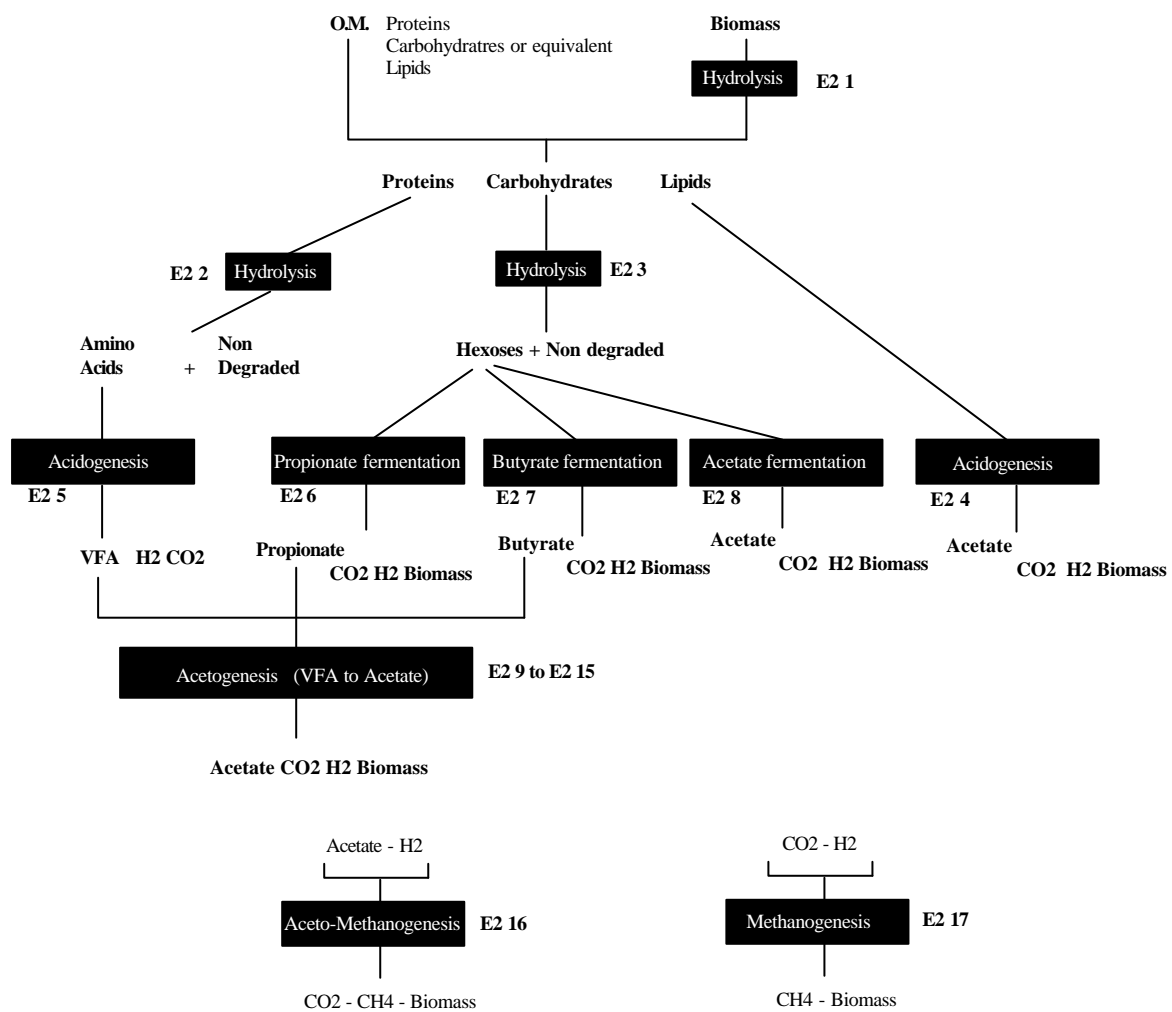 O.M. Proteins
Carbohydratres or equivalent
Lipids
Biomass
Hydrolysis
E2 1
Proteins Carbohydrates Lipids
E2 2 Hydrolysis
Hydrolysis E2 3
Amino
Acids
+
Non
Degraded
Hexoses + Non degraded
Acidogenesis
E2 5
Propionate fermentation
E2 6
Butyrate fermentation
E2 7
Acetate fermentation
E2 8
Acidogenesis
E2 4
VFA H2 CO2
Propionate
CO2 H2 Biomass
Butyrate
CO2 H2 Biomass
Acetate
CO2 H2 Biomass
Acetate
CO2 H2 Biomass
Acetogenesis (VFA to Acetate)
E2 9 to E2 15
Acetate CO2 H2 Biomass
Acetate - H2
Aceto-Methanogenesis
E2 16
CO2 - CH4 - Biomass
CO2 - H2
Methanogenesis
E2 17
CH4 - Biomass